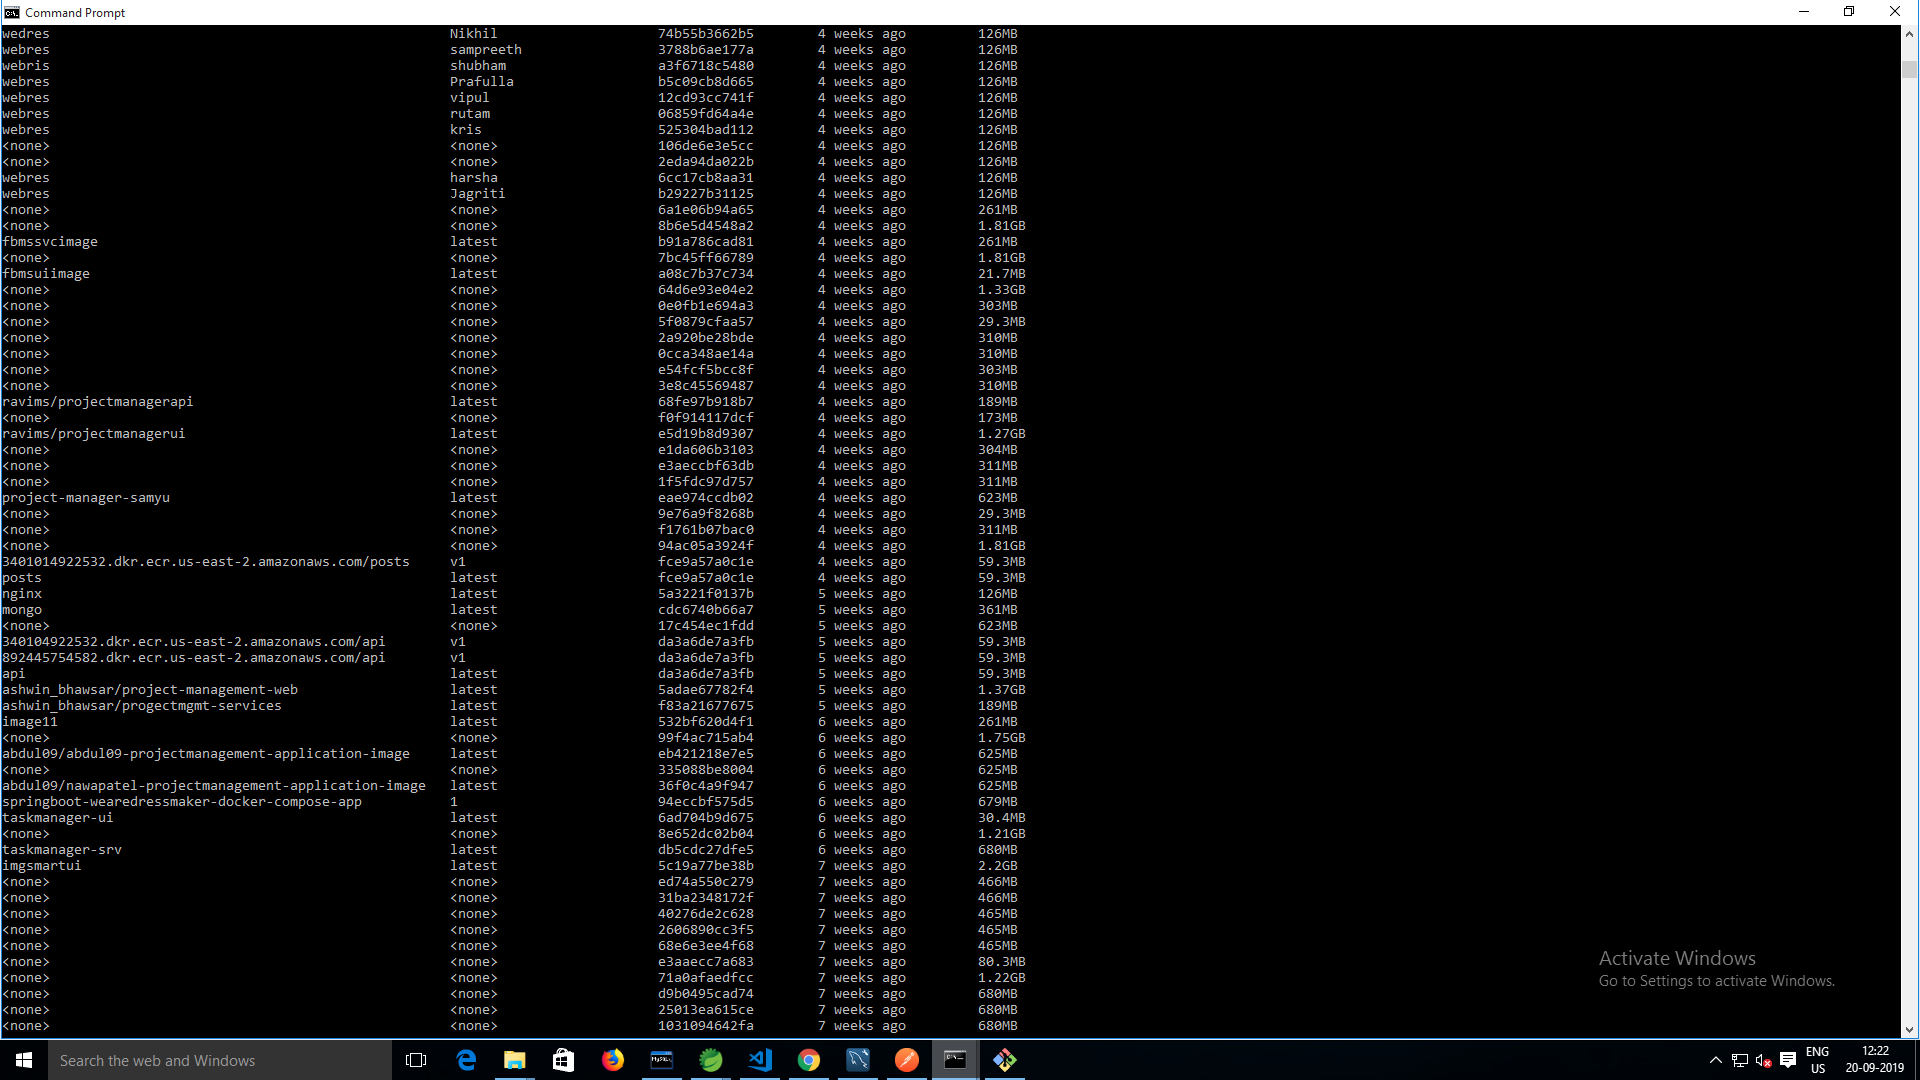 Command Prompt
wedres Nikhil 74b55b3662b5 4 weeks ago 126MB
webres sampreeth 3788b6ae177a 4 weeks ago 126MB
webris shubham a3f6718c5480 4 weeks ago 126MB
webres Prafulla b5c09cb8d665 4 weeks ago 126MB
webres vipul 12cd93cc741f 4 weeks ago 126MB
webres rutam 06859fd64a4e 4 weeks ago 126MB
webres kris 525304bad112 4 weeks ago 126MB
<none> <none> 106de6e3e5cc 4 weeks ago 126MB
<none> <none> 2eda94da022b 4 weeks ago 126MB
webres harsha 6cc17cb8aa31 4 weeks ago 126MB
webres Jagriti b29227b31125 4 weeks ago 126MB
<none> <none> 6a1e06b94a65 4 weeks ago 261MB
<none> <none> 8b6e5d4548a2 4 weeks ago 1.81GB
fbmssvcimage latest b91a786cad81 4 weeks ago 261MB
<none> <none> 7bc45ff66789 4 weeks ago 1.81GB
fbmsuiimage latest a08c7b37c734 4 weeks ago 21.7MB
<none> <none> 64d6e93e04e2 4 weeks ago 1.33GB
<none> <none> 0e0fb1e694a3 4 weeks ago 303MB
<none> <none> 5f0879cfaa57 4 weeks ago 29.3MB
<none> <none> 2a920be28bde 4 weeks ago 310MB
<none> <none> 0cca348ae14a 4 weeks ago 310MB
<none> <none> e54fcf5bcc8f 4 weeks ago 303MB
<none> <none> 3e8c45569487 4 weeks ago 310MB
ravims/projectmanagerapi latest 68fe97b918b7 4 weeks ago 189MB
<none> <none> f0f914117dcf 4 weeks ago 173MB
ravims/projectmanagerui latest e5d19b8d9307 4 weeks ago 1.27GB
<none> <none> e1da606b3103 4 weeks ago 304MB
<none> <none> e3aeccbf63db 4 weeks ago 311MB
<none> <none> 1f5fdc97d757 4 weeks ago 311MB
project-manager-samyu latest eae974ccdb02 4 weeks ago 623MB
<none> <none> 9e76a9f8268b 4 weeks ago 29.3MB
<none> <none> f1761b07bac0 4 weeks ago 311MB
<none> <none> 94ac05a3924f 4 weeks ago 1.81GB
3401014922532.dkr.ecr.us-east-2.amazonaws.com/posts v1 fce9a57a0c1e 4 weeks ago 59.3MB
posts latest fce9a57a0c1e 4 weeks ago 59.3MB
nginx latest 5a3221f0137b 5 weeks ago 126MB
mongo latest cdc6740b66a7 5 weeks ago 361MB
<none> <none> 17c454ec1fdd 5 weeks ago 623MB
340104922532.dkr.ecr.us-east-2.amazonaws.com/api v1 da3a6de7a3fb 5 weeks ago 59.3MB
892445754582.dkr.ecr.us-east-2.amazonaws.com/api v1 da3a6de7a3fb 5 weeks ago 59.3MB
api latest da3a6de7a3fb 5 weeks ago 59.3MB
ashwin_bhawsar/project-management-web latest 5adae67782f4 5 weeks ago 1.37GB
ashwin_bhawsar/progectmgmt-services latest f83a21677675 5 weeks ago 189MB
image11 latest 532bf620d4f1 6 weeks ago 261MB
<none> <none> 99f4ac715ab4 6 weeks ago 1.75GB
abdul09/abdul09-projectmanagement-application-image latest eb421218e7e5 6 weeks ago 625MB
<none> <none> 335088be8004 6 weeks ago 625MB
abdul09/nawapatel-projectmanagement-application-image latest 36f0c4a9f947 6 weeks ago 625MB
springboot-wearedressmaker-docker-compose-app 1 94eccbf575d5 6 weeks ago 679MB
taskmanager-ui latest 6ad704b9d675 6 weeks ago 30.4MB
<none> <none> 8e652dc02b04 6 weeks ago 1.21GB
taskmanager-srv latest db5cdc27dfe5 6 weeks ago 680MB
imgsmartui latest 5c19a77be38b 7 weeks ago 2.2GB
<none> <none> ed74a550c279 7 weeks ago 466MB
<none> <none> 31ba2348172f 7 weeks ago 466MB
<none> <none> 40276de2c628 7 weeks ago 465MB
<none> <none> 2606890cc3f5 7 weeks ago 465MB
<none> <none> 68e6e3ee4f68 7 weeks ago 465MB
<none> <none> e3aaecc7a683 7 weeks ago 80.3MB
<none> <none> 71a0afaedfcc 7 weeks ago 1.22GB
<none> <none> d9b0495cad74 7 weeks ago 680MB
<none> <none> 25013ea615ce 7 weeks ago 680MB
<none> <none> 1031094642fa 7 weeks ago 680MB
Activate Windows
Go to Settings to activate Windows.
Search the web and Windows
MySQL
ENG
US
12:22
20-09-2019